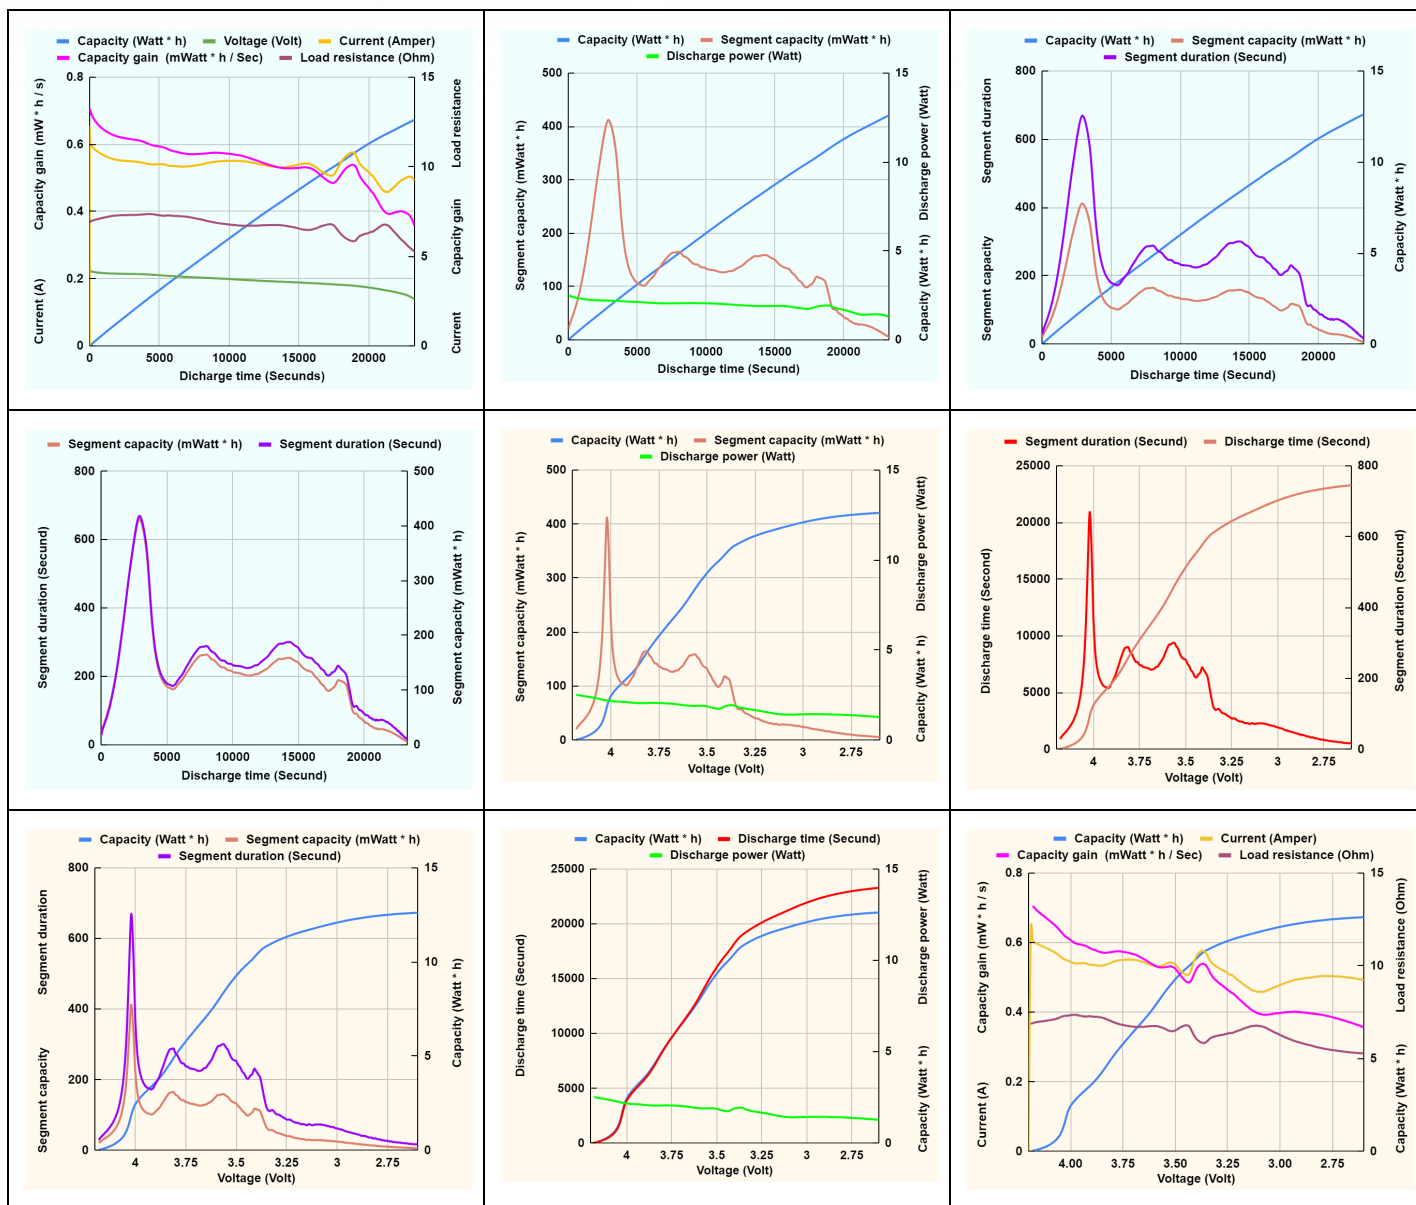 Capacity (Watt * h) Voltage (Volt) Current (Amper)
Capacity gain (mWatt * h / Sec) Load resistance (Ohm)
0.8 0.6 0.4 0.2 0
Capacity gain (mW * h / s)
Current (A)
15 10 5 0
Load resistance
Capacity gain
Current
0 5000 10000 15000 20000
Dicharge time (Seconds)
Capacity (Watt * h) Segment capacity (mWatt * h)
Discharge power (Watt)
500 400 300 200 100 0
Segment capacity (mWatt * h)
15 10 5 0
Discharge power (Watt)
Capacity (Watt * h)
0 5000 10000 15000 20000
Discharge time (Second)
Capacity (Watt * h) Segment capacity (mWatt * h)
Segment duration (Second)
800 600 400 200 0
Segment duration
Segment capacity
15 10 5 0
Capacity (Watt * h)
0 5000 10000 15000 20000
Discharge time (Second)
Segment capacity (mWatt * h) Segment duration (Secund)
800 600 400 200 0
Segment duration (Second)
500 400 300 200 100 0
Segment capacity (mWatt * h)
0 5000 10000 15000 20000
Discharge time (Secund)
Capacity (Watt * h) Segment capacity (mWatt * h)
Discharge power (Watt)
500 400 300 200 100 0
Segment capacity (mWatt * h)
15 10 5 0
Discharge power (Watt)
Capacity (Watt * h)
4 3.75 3.5 3.25 3 2.75
Voltage (Volt)
Segment duration (Second) Discharge time (Second)
25000 20000 15000 10000 5000 0
Discharge time (Second)
800 600 400 200 0
Segment duration (Second)
4 3.75 3.5 3.25 3 2.75
Voltage (Volt)
Capacity (Watt * h) Segment capacity (mWatt * h)
Segment duration (Secund)
800 600 400 200 0
Segment duration
Segment capacity
15 10 5 0
Capacity (Watt * h)
4 3.75 3.5 3.25 3 2.75
Voltage (Volt)
Capacity (Watt * h) Discharge time (Secund)
Discharge power (Watt)
25000 20000 15000 10000 5000 0
Discharge time (Second)
15 10 5 0
Discharge power (Watt)
Capacity (Watt * h)
4 3.75 3.5 3.25 3 2.75
Voltage (Volt)
Capacity (Watt * h) Current (Amper)
Capacity gain (mWatt * h / Sec) Load resistance (Ohm)
0.8 0.6 0.4 0.2 0
Capacity gain (mW * h / s)
Current (A)
15 10 5 0
Load resistance (Ohm)
Capacity (Watt * h)
4.00 3.75 3.50 3.25 3.00 2.75
Voltage (Volt)